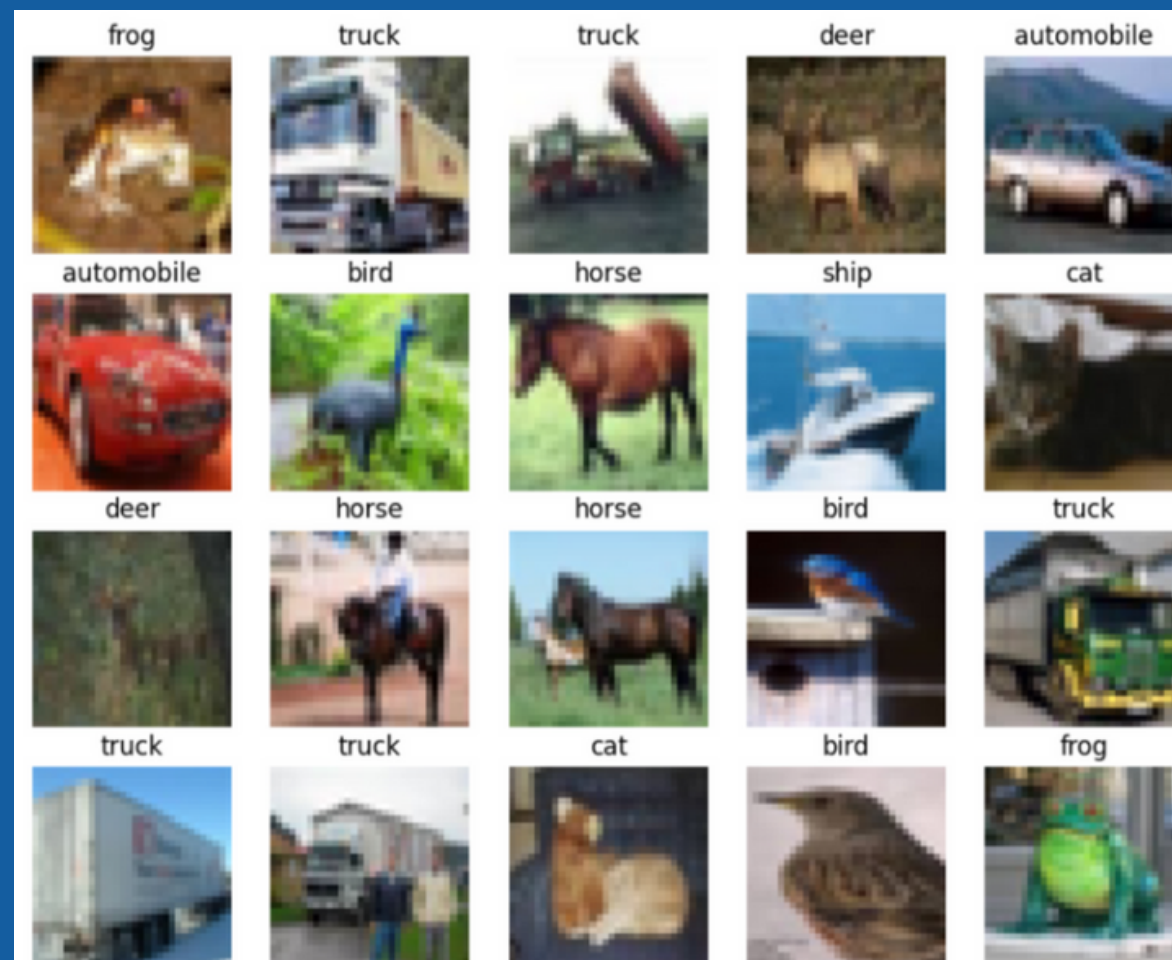 frog truck truck deer automobile
automobile bird horse ship cat
deer horse horse bird truck
truck truck cat bird frog